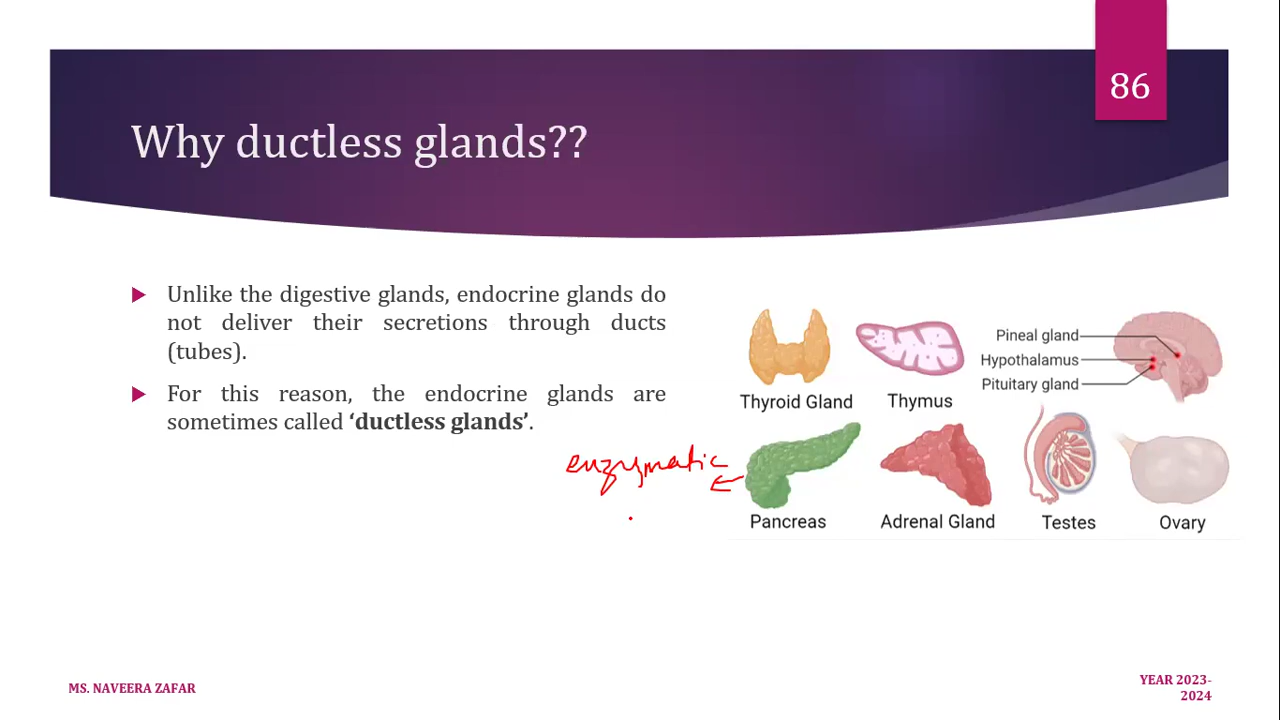 86
Why ductless glands??
Unlike the digestive glands, endocrine glands do
not deliver their secretions through ducts
(tubes).
For this reason, the endocrine glands are
sometimes called ‘ductless glands’.
enzymatic
Pineal gland
Hypothalamus
Pituitary gland
Thyroid Gland
Thymus
Pancreas
Adrenal Gland
Testes
Ovary
MS. NAVEERA ZAFAR
YEAR 2023-
2024